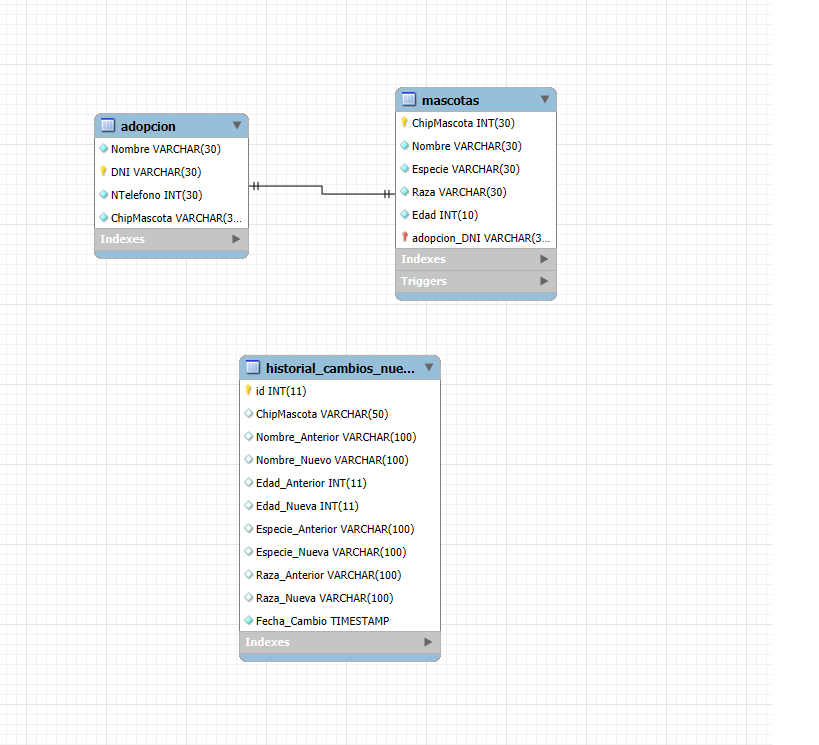 adopcion
Nombre VARCHAR(30)
DNI VARCHAR(30)
NTelefono INT(30)
ChipMascota VARCHAR(3...
Indexes
mascotas
ChipMascota INT(30)
Nombre VARCHAR(30)
Especie VARCHAR(30)
Raza VARCHAR(30)
Edad INT(10)
adopcion_DNI VARCHAR(3...
Indexes
Triggers
historial_cambios_nue...
id INT(11)
ChipMascota VARCHAR(50)
Nombre_Anterior VARCHAR(100)
Nombre_Nuevo VARCHAR(100)
Edad_Anterior INT(11)
Edad_Nueva INT(11)
Especie_Anterior VARCHAR(100)
Especie_Nueva VARCHAR(100)
Raza_Anterior VARCHAR(100)
Raza_Nueva VARCHAR(100)
Fecha_Cambio TIMESTAMP
Indexes